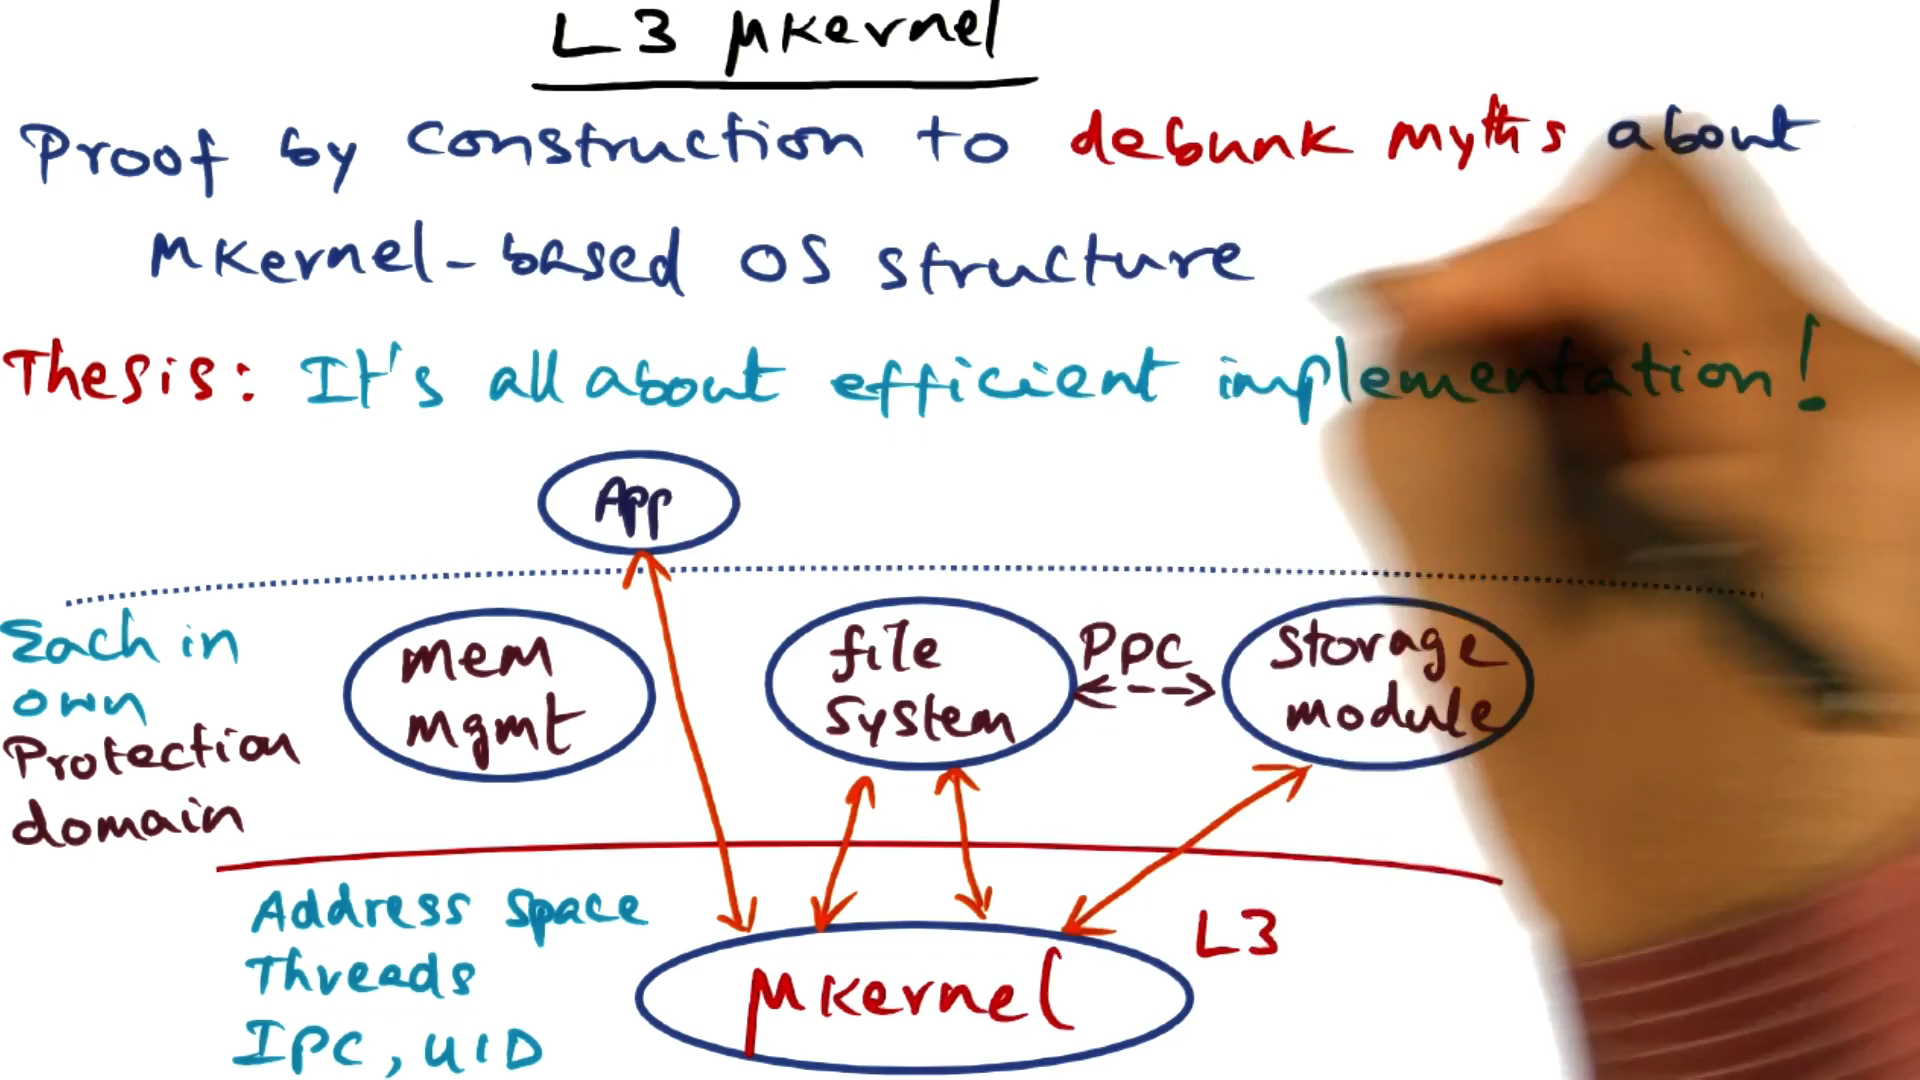 L3 μkernel
Proof by construction to debunk myths about
μkernel-based OS structure
Thesis: It's all about efficient implementation!
App
Each in
own
Protection
domain
mem
mgmt
file
system
PPC
storage
module
Address space
Threads
IPC, UID
μkernel
L3